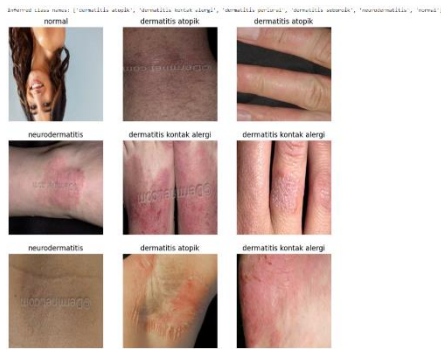 Inferred class names: ['dermatitis atopik', 'dermatitis kontak alergi', 'dermatitis perioral', 'dermatitis seboroik', 'neurodermatitis', 'normal']
normal
dermatitis atopik
dermatitis atopik
neurodermatitis
dermatitis kontak alergi
dermatitis kontak alergi
neurodermatitis
dermatitis atopik
dermatitis kontak alergi